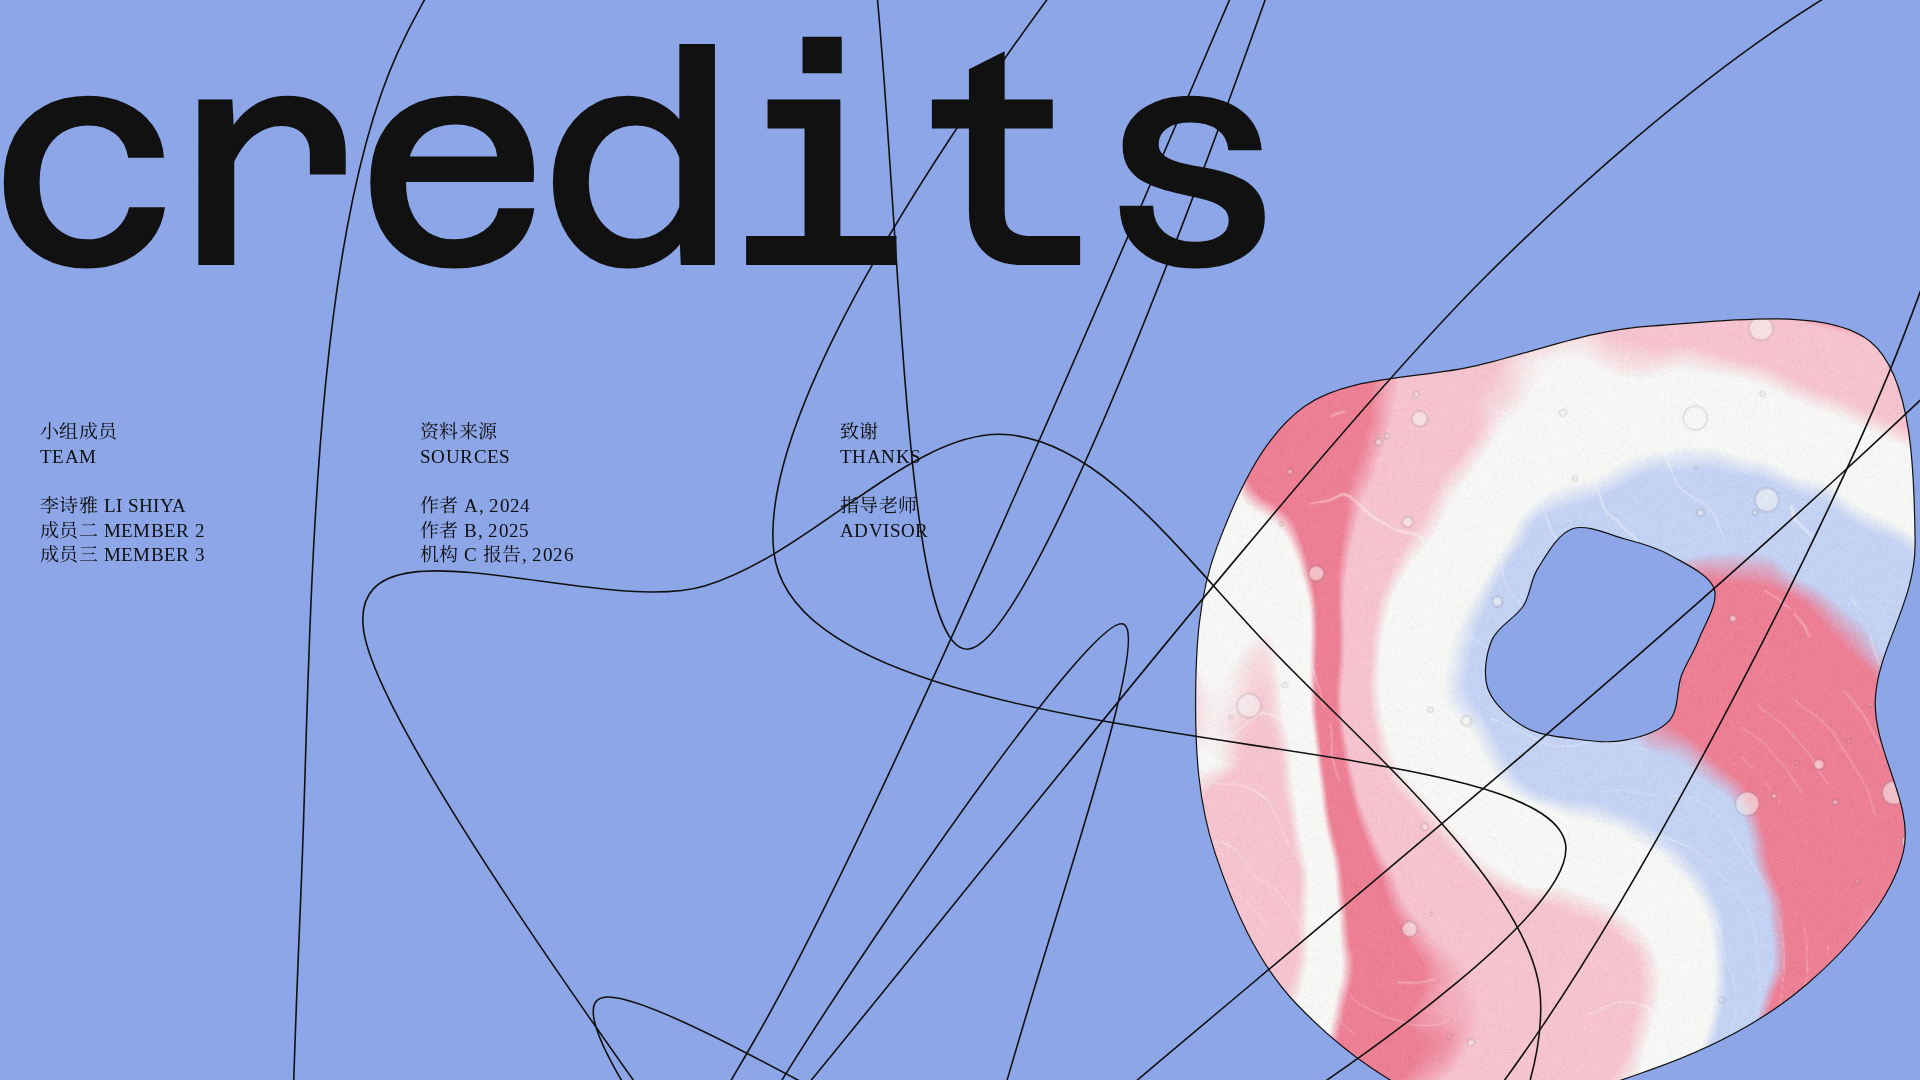 credits
小组成员
TEAM
李诗雅 LI SHIYA
成员二 MEMBER 2
成员三 MEMBER 3
资料来源
SOURCES
作者 A, 2024
作者 B, 2025
机构 C 报告, 2026
致谢
THANKS
指导老师
ADVISOR